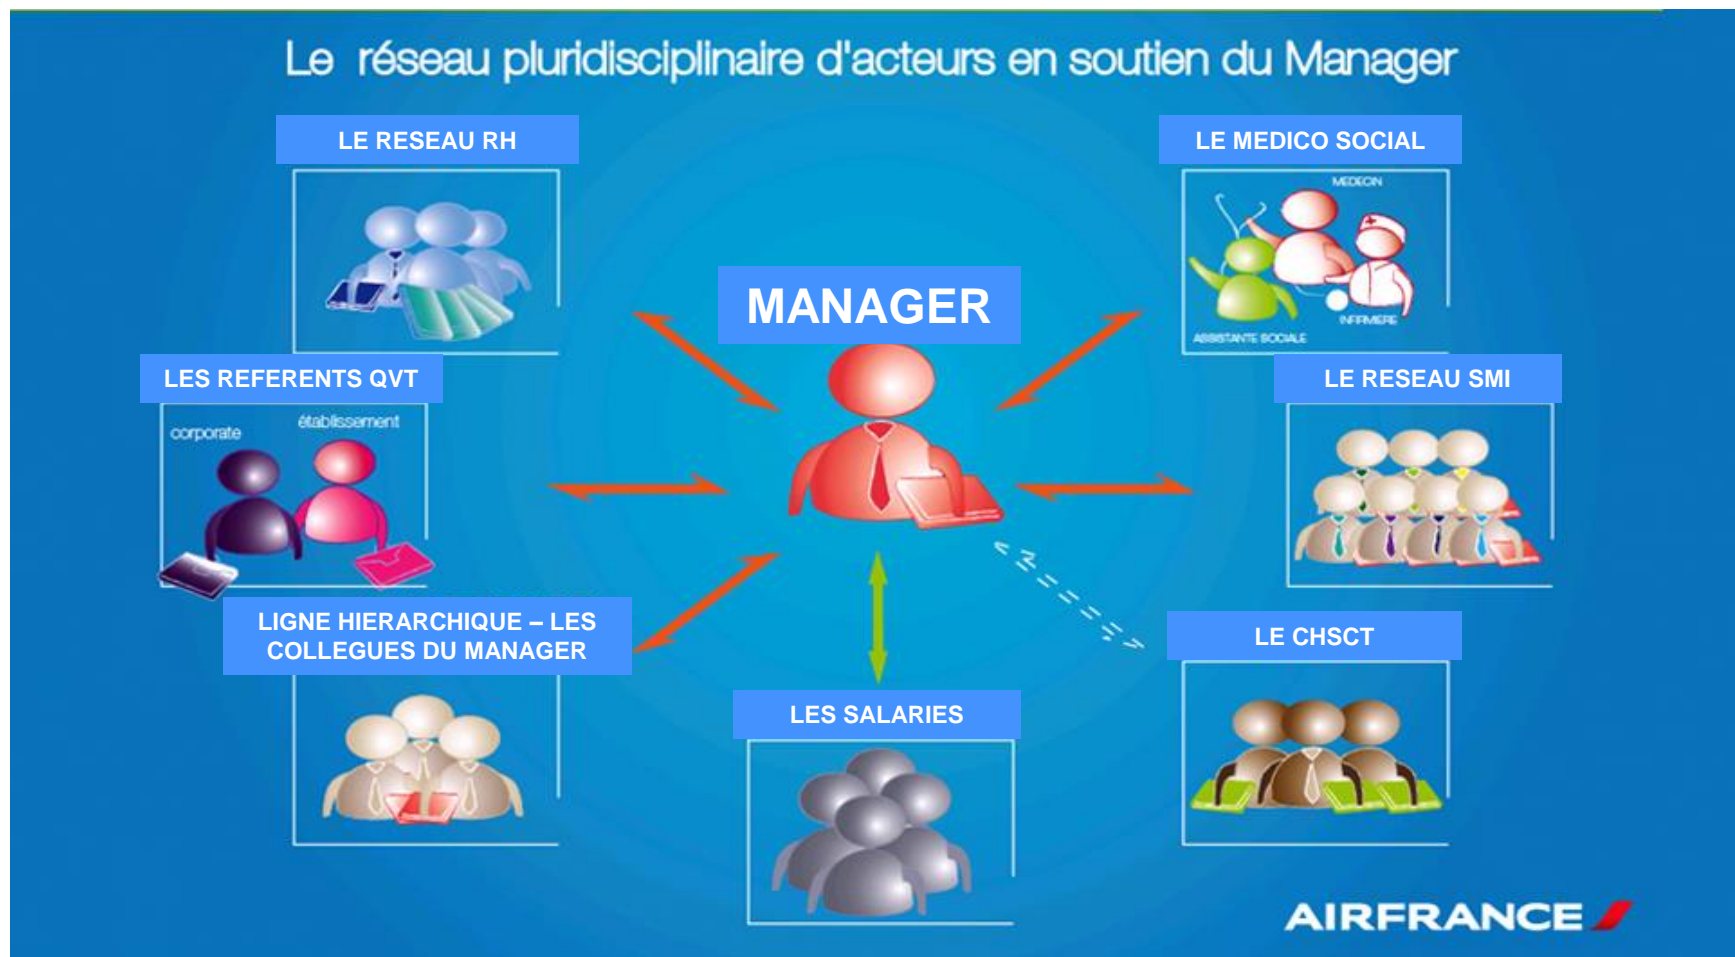 Le réseau pluridisciplinaire d'acteurs en soutien du Manager
LE RESEAU RH
LE MEDICO SOCIAL
MEDECIN
INFIRMIERE
ASSISTANTE SOCIALE
MANAGER
LES REFERENTS QVT
corporate
établissement
LE RESEAU SMI
LIGNE HIERARCHIQUE – LES
COLLEGUES DU MANAGER
LE CHSCT
LES SALARIES
AIRFRANCE